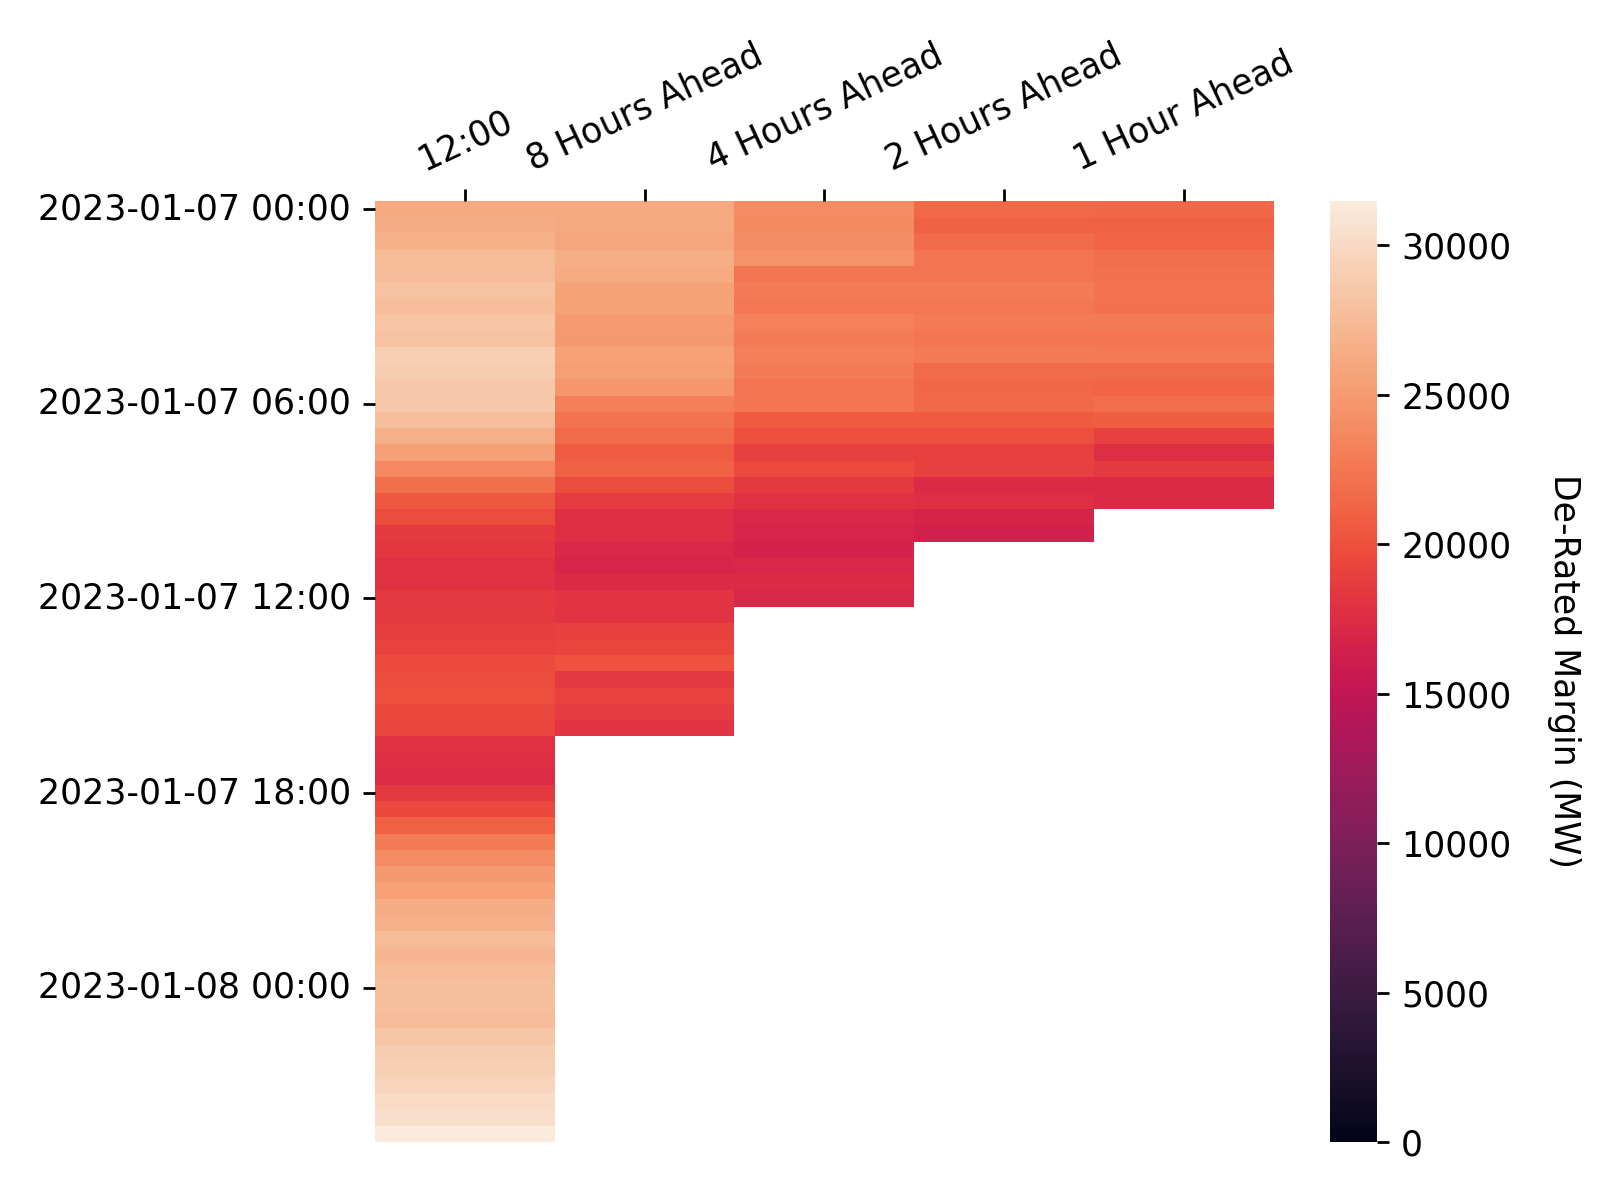 12:00
8 Hours Ahead
4 Hours Ahead
2 Hours Ahead
1 Hour Ahead
2023-01-07 00:00
2023-01-07 06:00
2023-01-07 12:00
2023-01-07 18:00
2023-01-08 00:00
30000
25000
20000
15000
10000
5000
0
De-Rated Margin (MW)